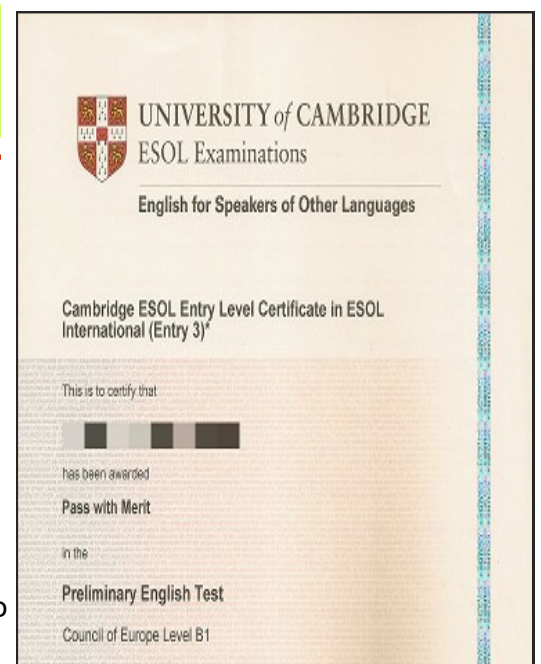 UNIVERSITY of CAMBRIDGE
ESOL Examinations
English for Speakers of Other Languages
Cambridge ESOL Entry Level Certificate in ESOL
International (Entry 3)*
This is to certify that
has been awarded
Pass with Merit
in the
Preliminary English Test
Council of Europe Level B1